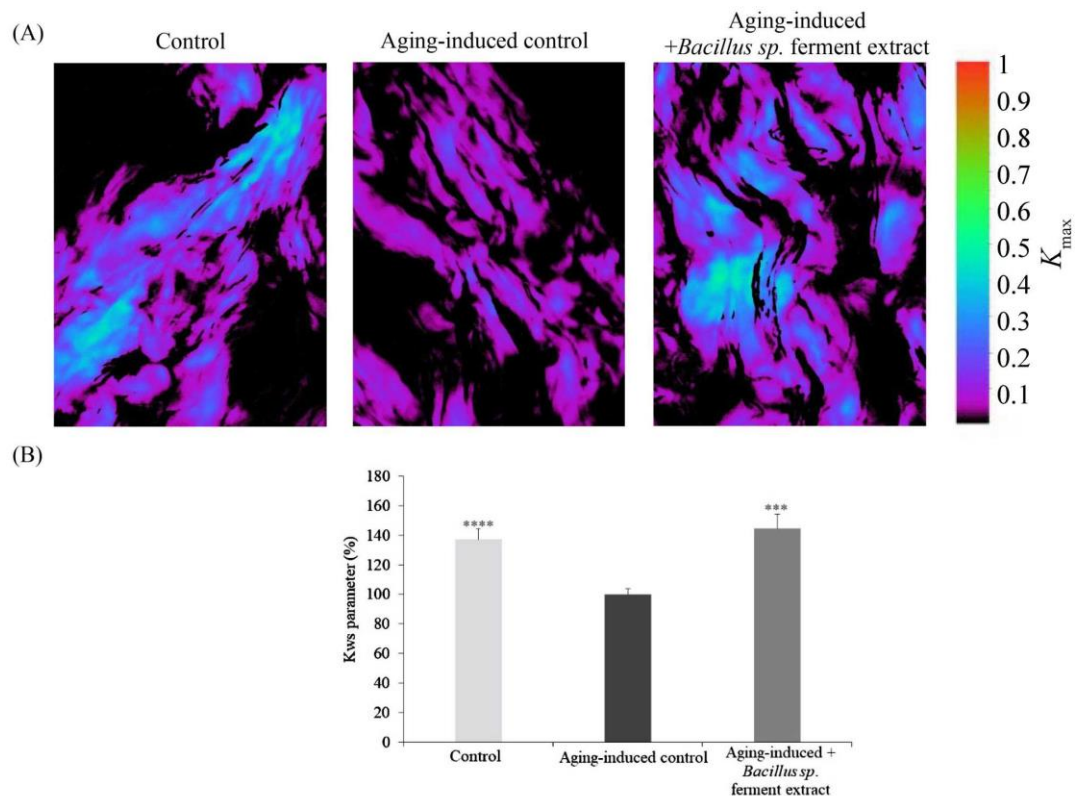 (A)
Control
Aging-induced control
Aging-induced
+Bacillus sp. ferment extract
1
0.9
0.8
0.7
0.6
0.5
0.4
0.3
0.2
0.1
Kmax
(B)
180
160
140
120
100
80
60
40
20
0
Kws parameter (%)
****
***
Control
Aging-induced control
Aging-induced +
Bacillus sp.
ferment extract